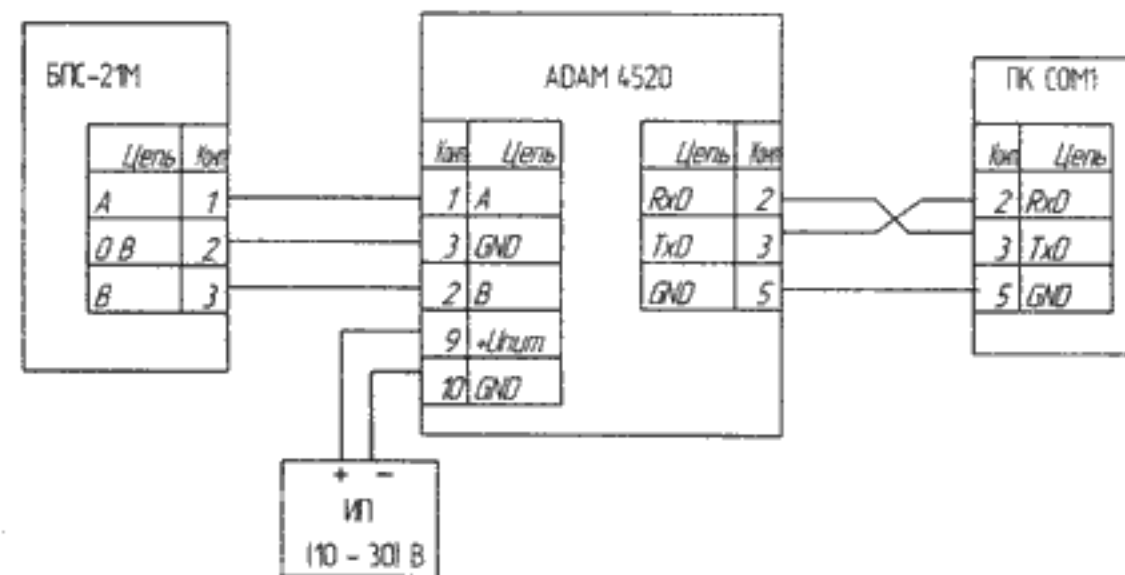 БПС-21М
Цепь Конт
А 1
0 В 2
В 3
ADAM 4520
Конт Цепь
1 А
3 GND
2 В
9 +Uпит
10 GND
Цепь Конт
RxD 2
TxD 3
GND 5
ПК COM1
Конт Цепь
2 RxD
3 TxD
5 GND
+ –
ИП
(10 – 30) В